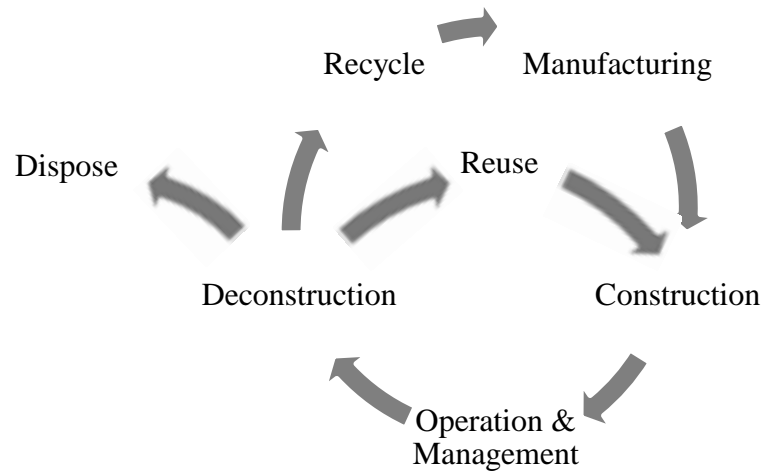 Recycle
Manufacturing
Dispose
Reuse
Deconstruction
Construction
Operation &
Management